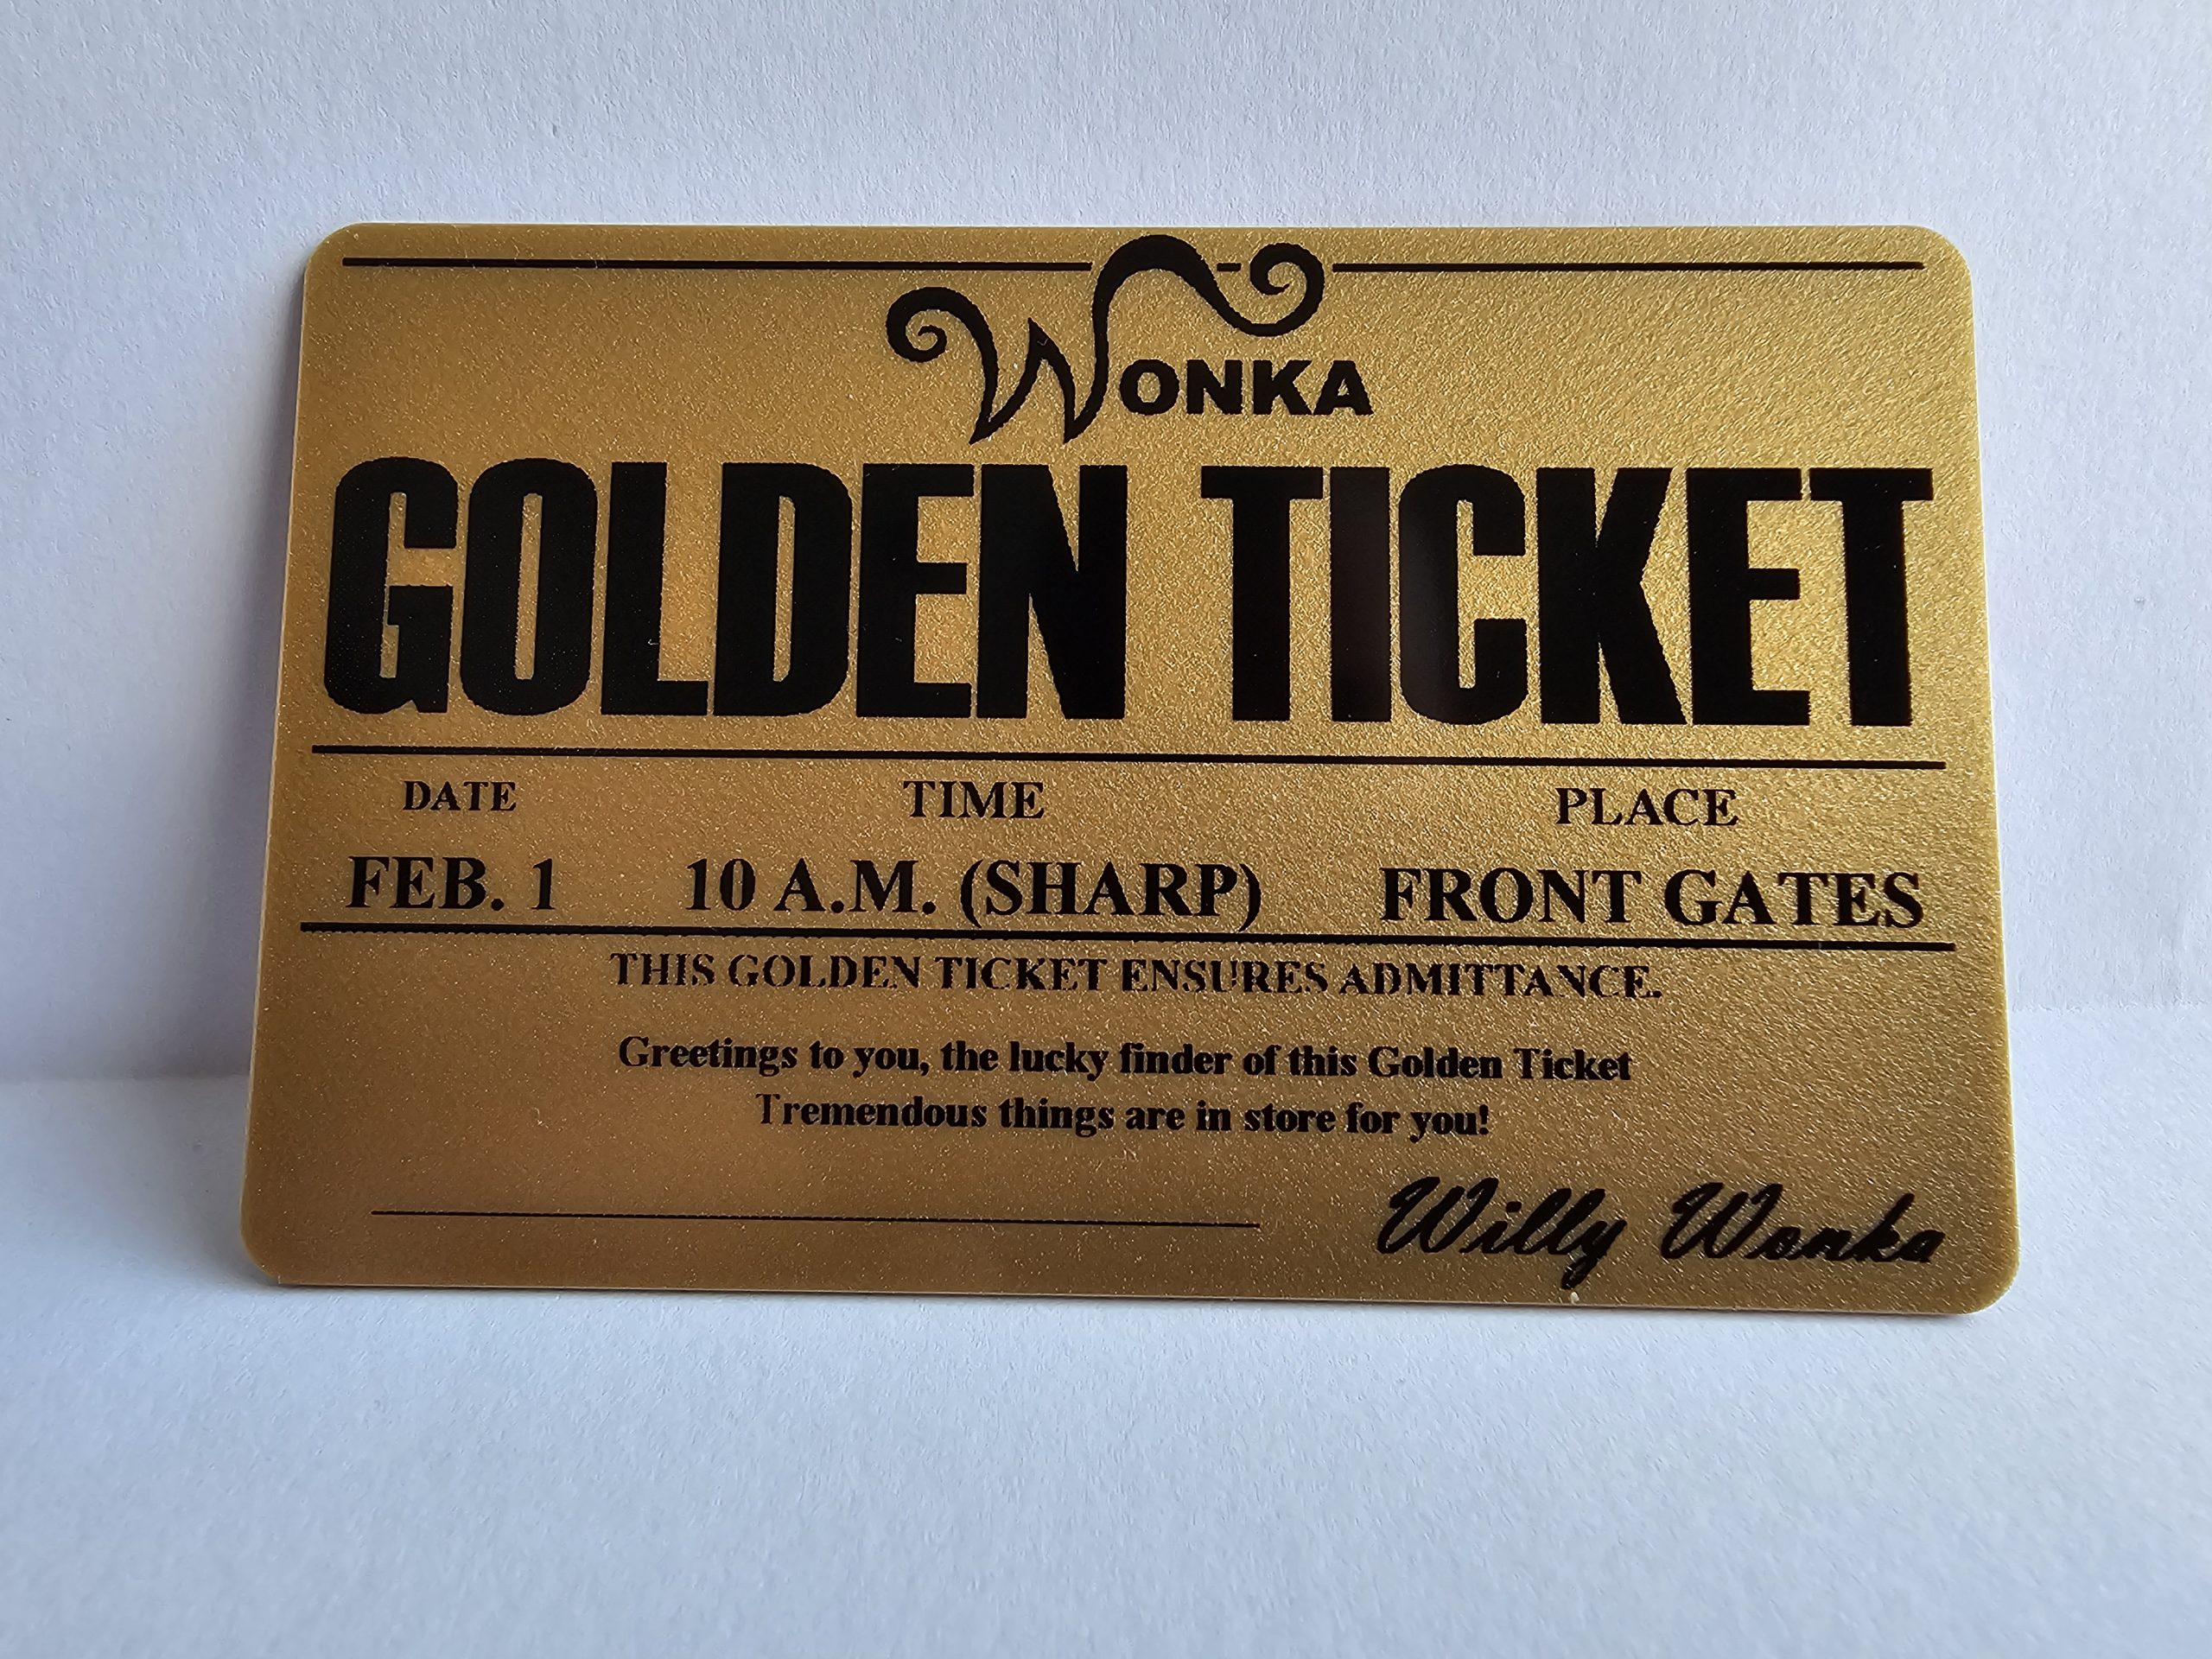 WONKA
GOLDEN TICKET
DATE TIME PLACE
FEB. 1 10 A.M. (SHARP) FRONT GATES
THIS GOLDEN TICKET ENSURES ADMITTANCE.
Greetings to you, the lucky finder of this Golden Ticket
Tremendous things are in store for you!
Willy Wonka